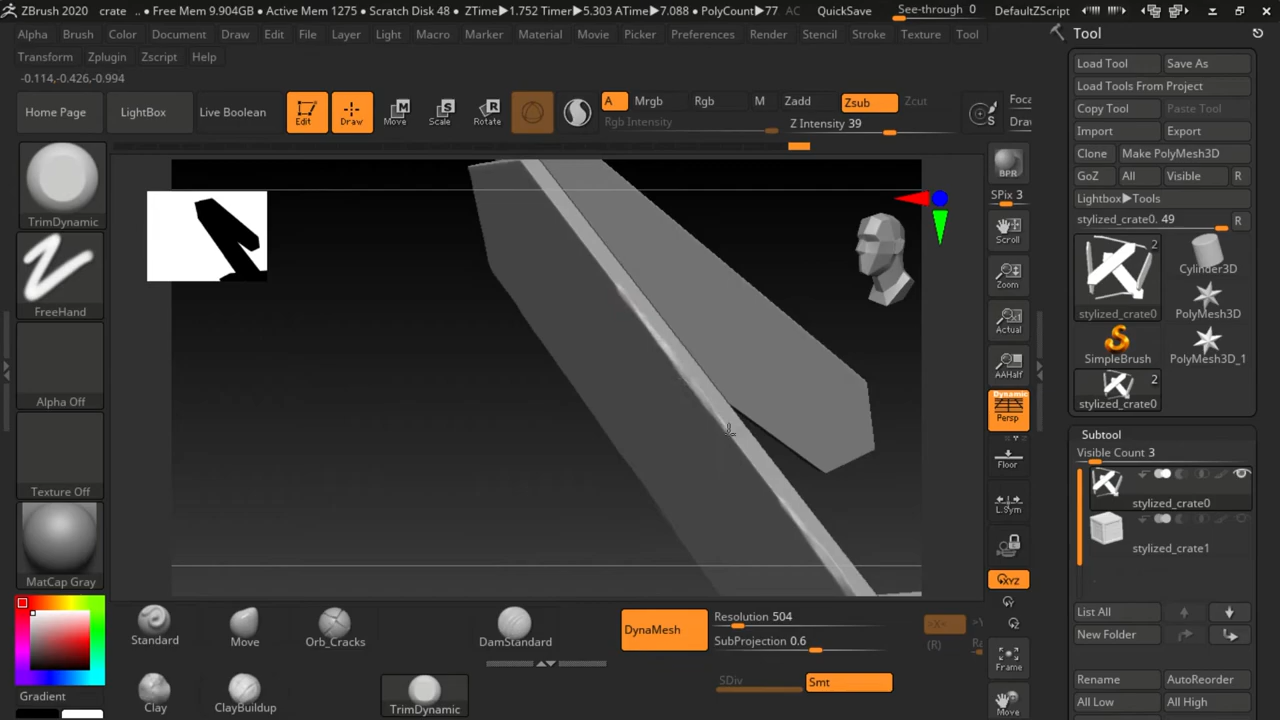 ZBrush 2020 crate .. • Free Mem 9.904GB • Active Mem 1275 • Scratch Disk 48 • ZTime▶1.752 Timer▶5.303 ATime▶7.088 • PolyCount▶77 AC QuickSave See-through 0 DefaultZScript
Alpha Brush Color Document Draw Edit File Layer Light Macro Marker Material Movie Picker Preferences Render Stencil Stroke Texture Tool
Transform Zplugin Zscript Help
-0.114,-0.426,-0.994
Home Page LightBox Live Boolean Edit Draw Move Scale Rotate
A Mrgb Rgb M Zadd Zsub Zcut Foca
Rgb Intensity Z Intensity 39 Draw
TrimDynamic
FreeHand
Alpha Off
Texture Off
MatCap Gray
Gradient
BPR
SPix 3
Scroll
Zoom
Actual
AAHalf
Dynamic
Persp
Floor
L.Sym
XYZ
Frame
Move
Standard Move Orb_Cracks DamStandard
Clay ClayBuildup TrimDynamic
DynaMesh Resolution 504
SubProjection 0.6
(R)
SDiv Smt
Tool
Load Tool Save As
Load Tools From Project
Copy Tool Paste Tool
Import Export
Clone Make PolyMesh3D
GoZ All Visible R
Lightbox▶Tools
stylized_crate0. 49 R
2
stylized_crate0 Cylinder3D
PolyMesh3D
SimpleBrush PolyMesh3D_1
2
stylized_crate0
Subtool
Visible Count 3
stylized_crate0
stylized_crate1
List All
New Folder
Rename AutoReorder
All Low All High